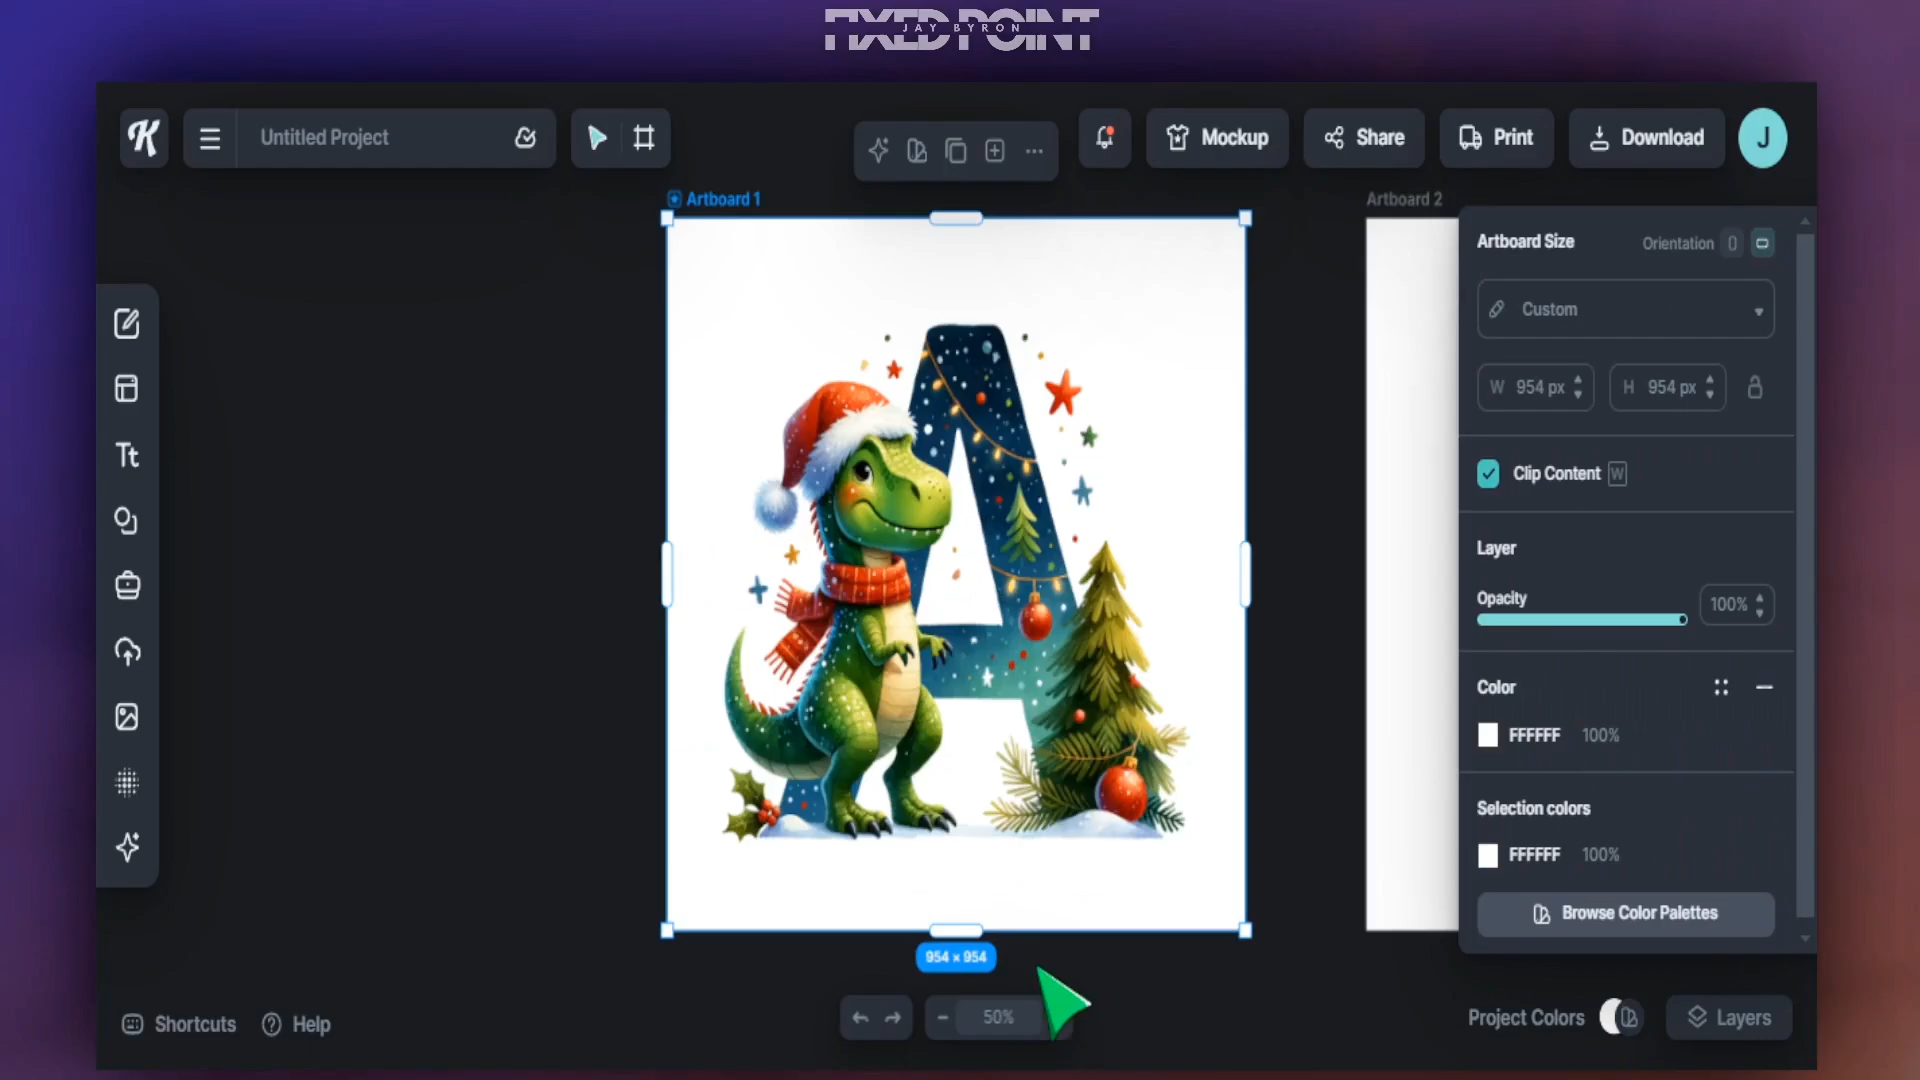 FIXED POINT
JAY BYRON
K
Untitled Project
Mockup
Share
Print
Download
J
Artboard 1
Artboard 2
Artboard Size
Orientation
Custom
W 954 px
H 954 px
Clip Content W
Layer
Opacity
100%
Color
FFFFFF 100%
Selection colors
FFFFFF 100%
Browse Color Palettes
Tt
A
954 × 954
Shortcuts
Help
50%
Project Colors
Layers